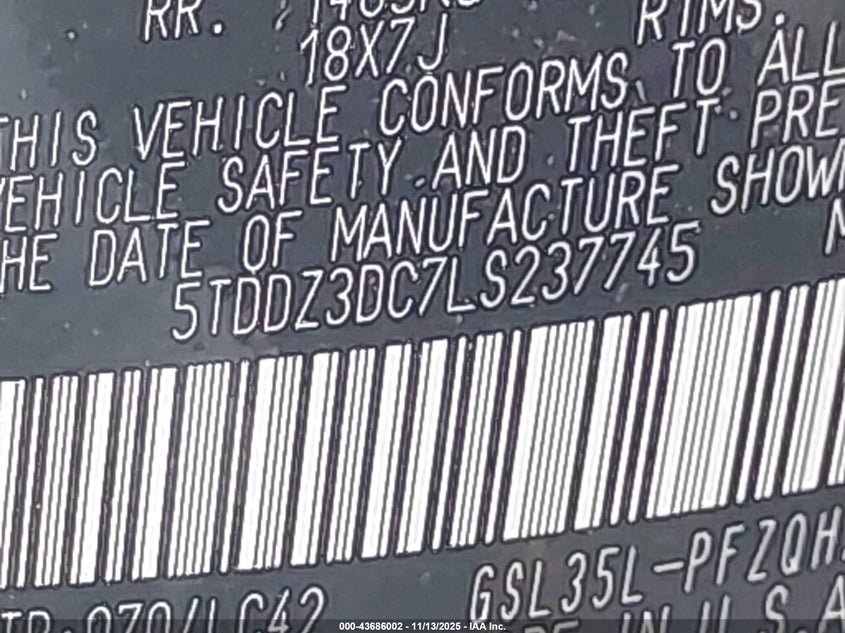 RR.
RIMS.
18X7J
THIS VEHICLE CONFORMS TO ALL
VEHICLE SAFETY AND THEFT PRE
THE DATE OF MANUFACTURE SHOW
5TDDZ3DC7LS237745
GSL35L-PFZQH
IN U.S.A
000-43686002 - 11/13/2025 - IAA Inc.